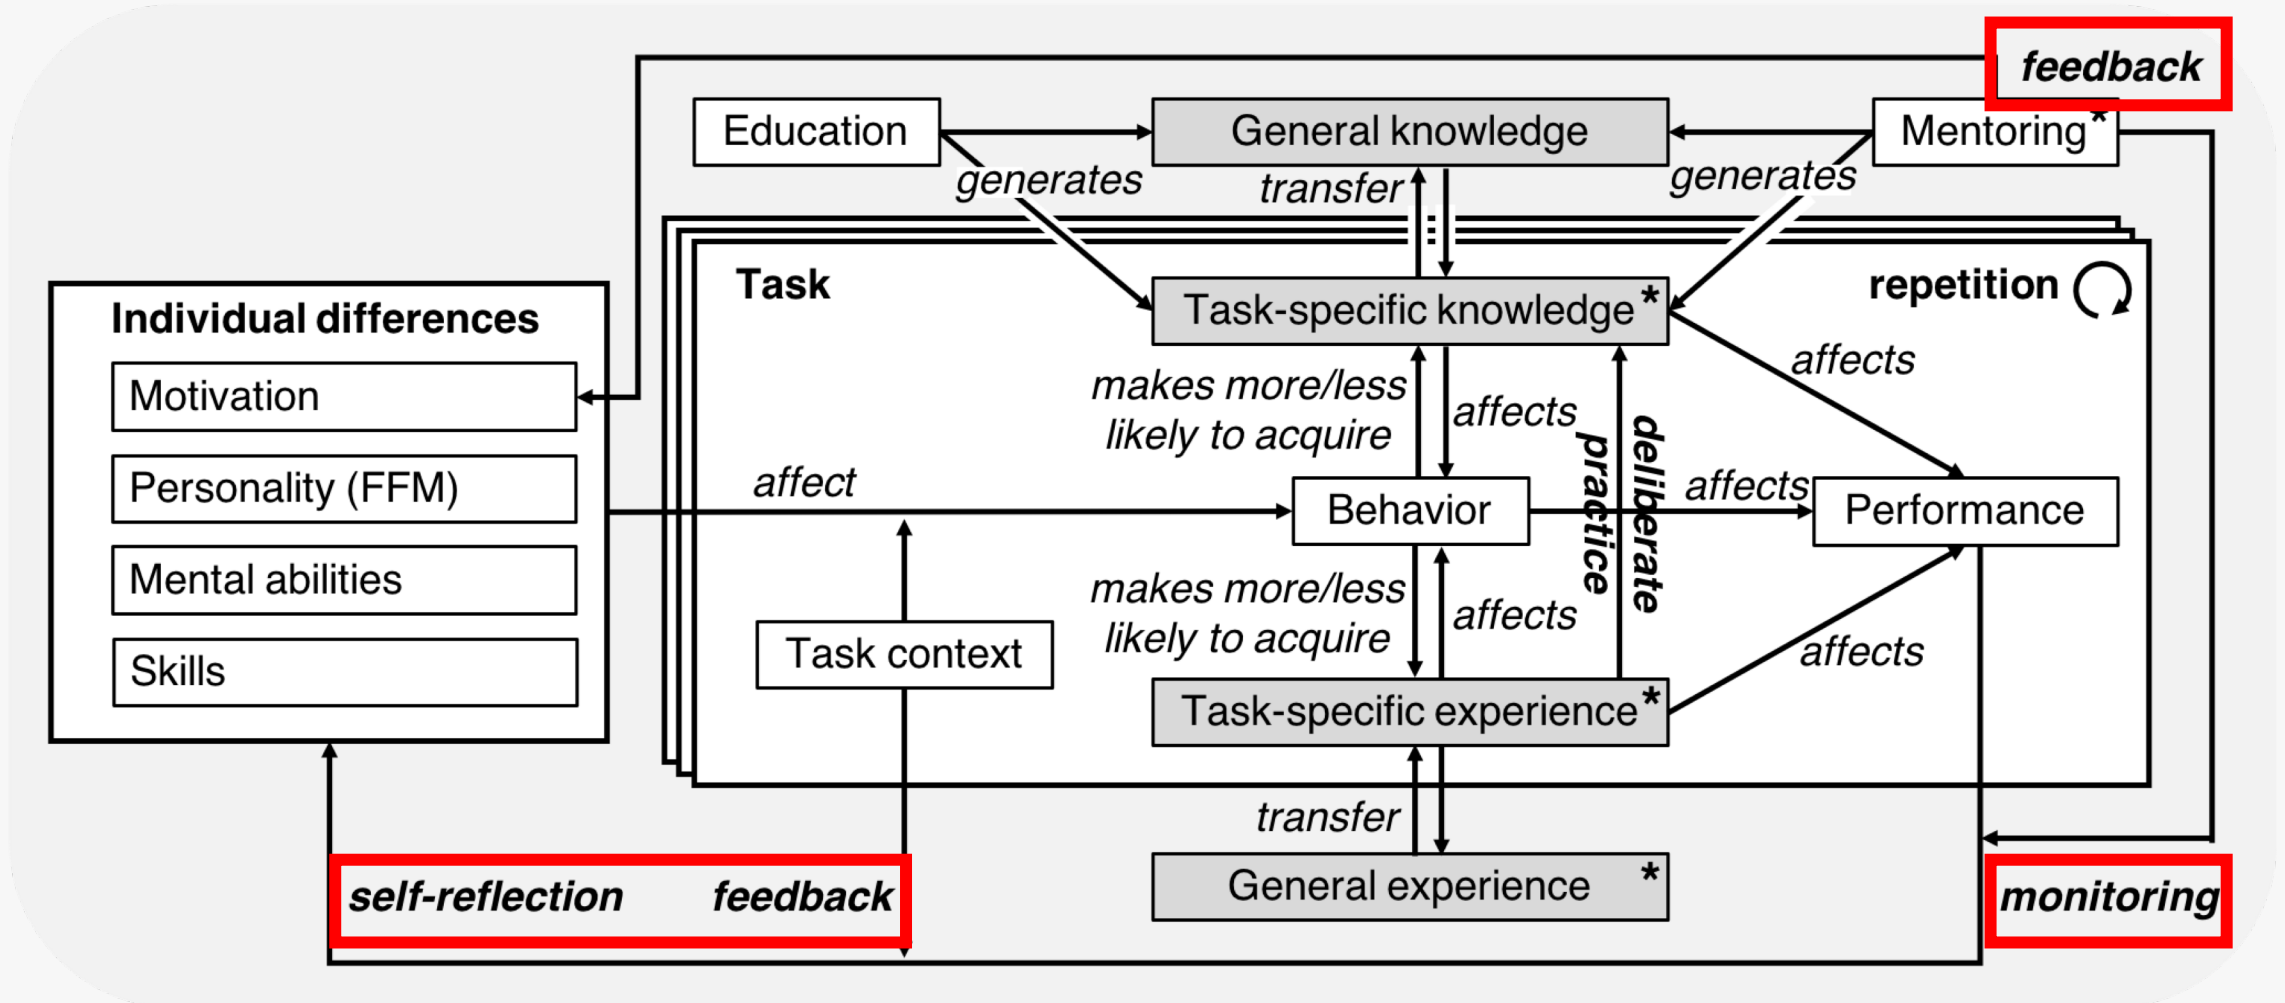 feedback
Education
General knowledge
Mentoring*
generates
transfer
generates
Task
repetition
Individual differences
Task-specific knowledge*
Motivation
makes more/less
likely to acquire
affects
affects
deliberate
practice
Personality (FFM)
affect
Behavior
affects
Performance
Mental abilities
makes more/less
likely to acquire
affects
Task context
affects
Skills
Task-specific experience*
transfer
self-reflection
feedback
General experience *
monitoring